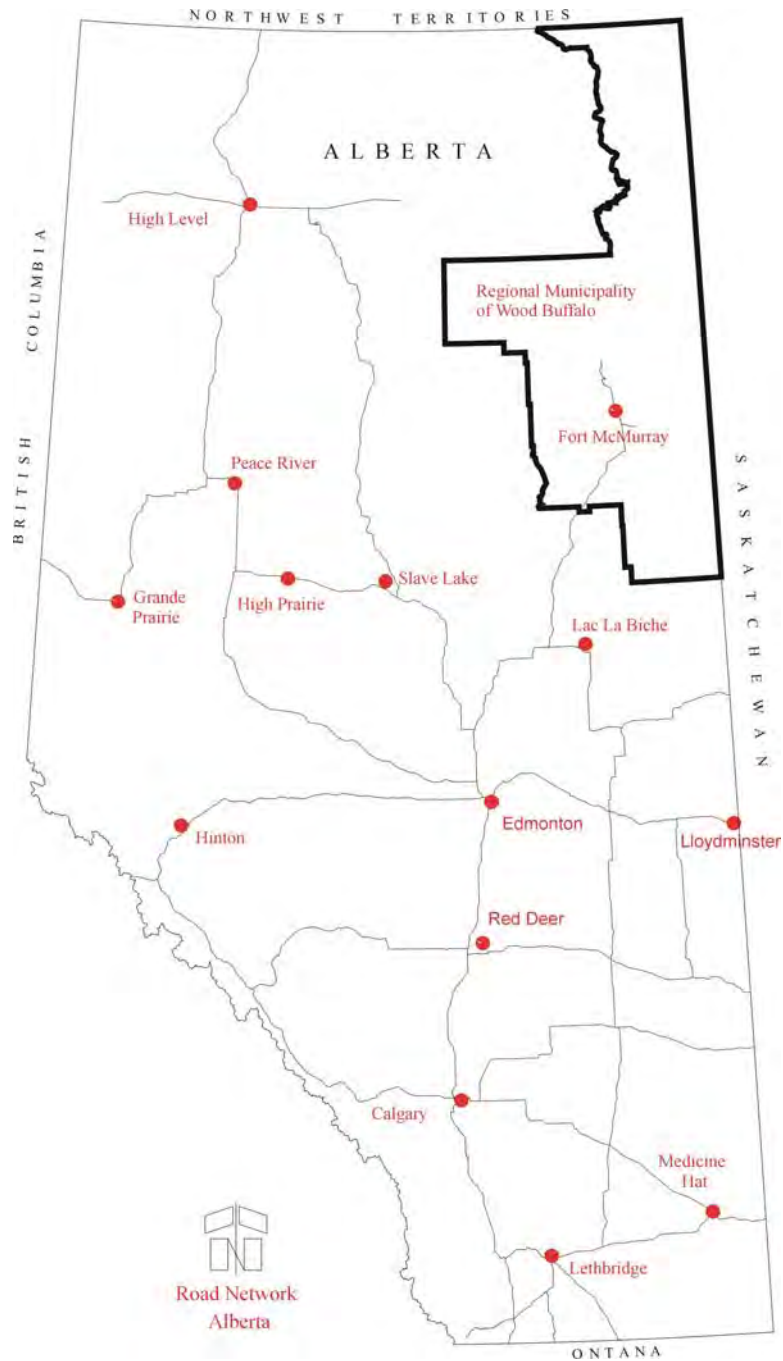 NORTHWEST TERRITORIES
ALBERTA
High Level
BRITISH COLUMBIA
Regional Municipality
of Wood Buffalo
Fort McMurray
SASKATCHEWAN
Peace River
Grande
Prairie
High Prairie
Slave Lake
Lac La Biche
Hinton
Edmonton
Lloydminster
Red Deer
Calgary
Medicine
Hat
Lethbridge
Road Network
Alberta
ONTANA